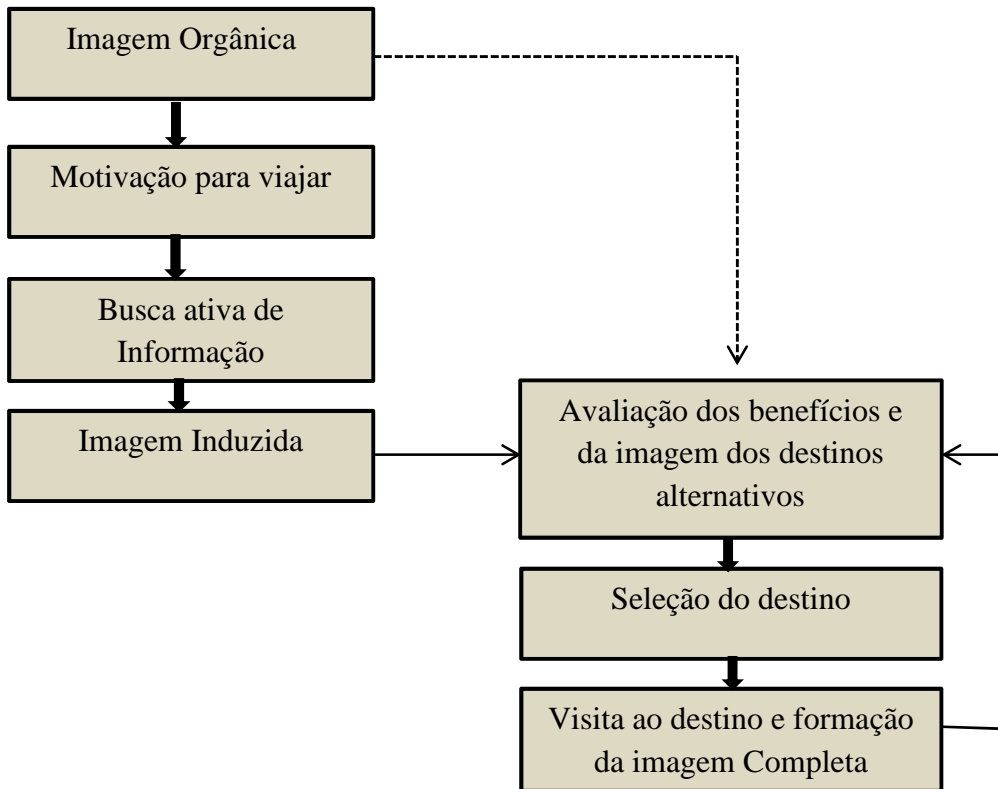 Imagem Orgânica
Motivação para viajar
Busca ativa de
Informação
Imagem Induzida
Avaliação dos benefícios e
da imagem dos destinos
alternativos
Seleção do destino
Visita ao destino e formação
da imagem Completa